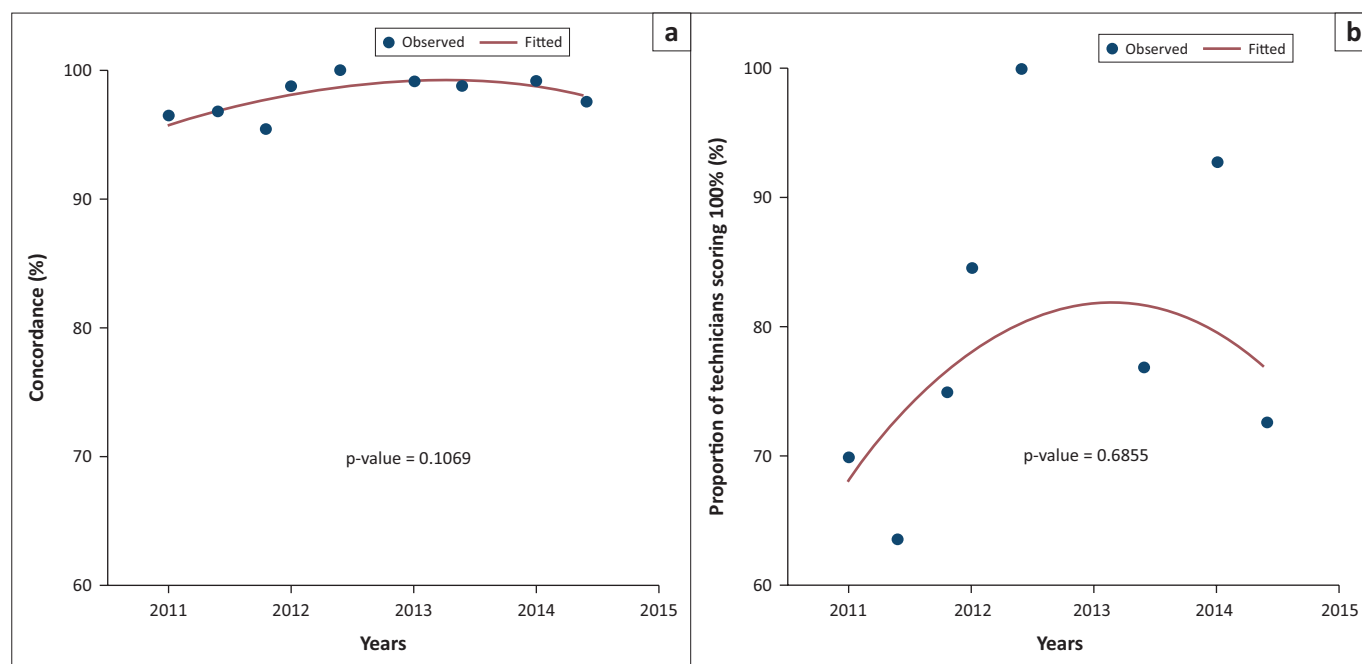 a
Observed Fitted
100
90
80
70
60
Concordance (%)
p-value = 0.1069
2011 2012 2013 2014 2015
Years
b
Observed Fitted
100
90
80
70
60
Proportion of technicians scoring 100% (%)
p-value = 0.6855
2011 2012 2013 2014 2015
Years